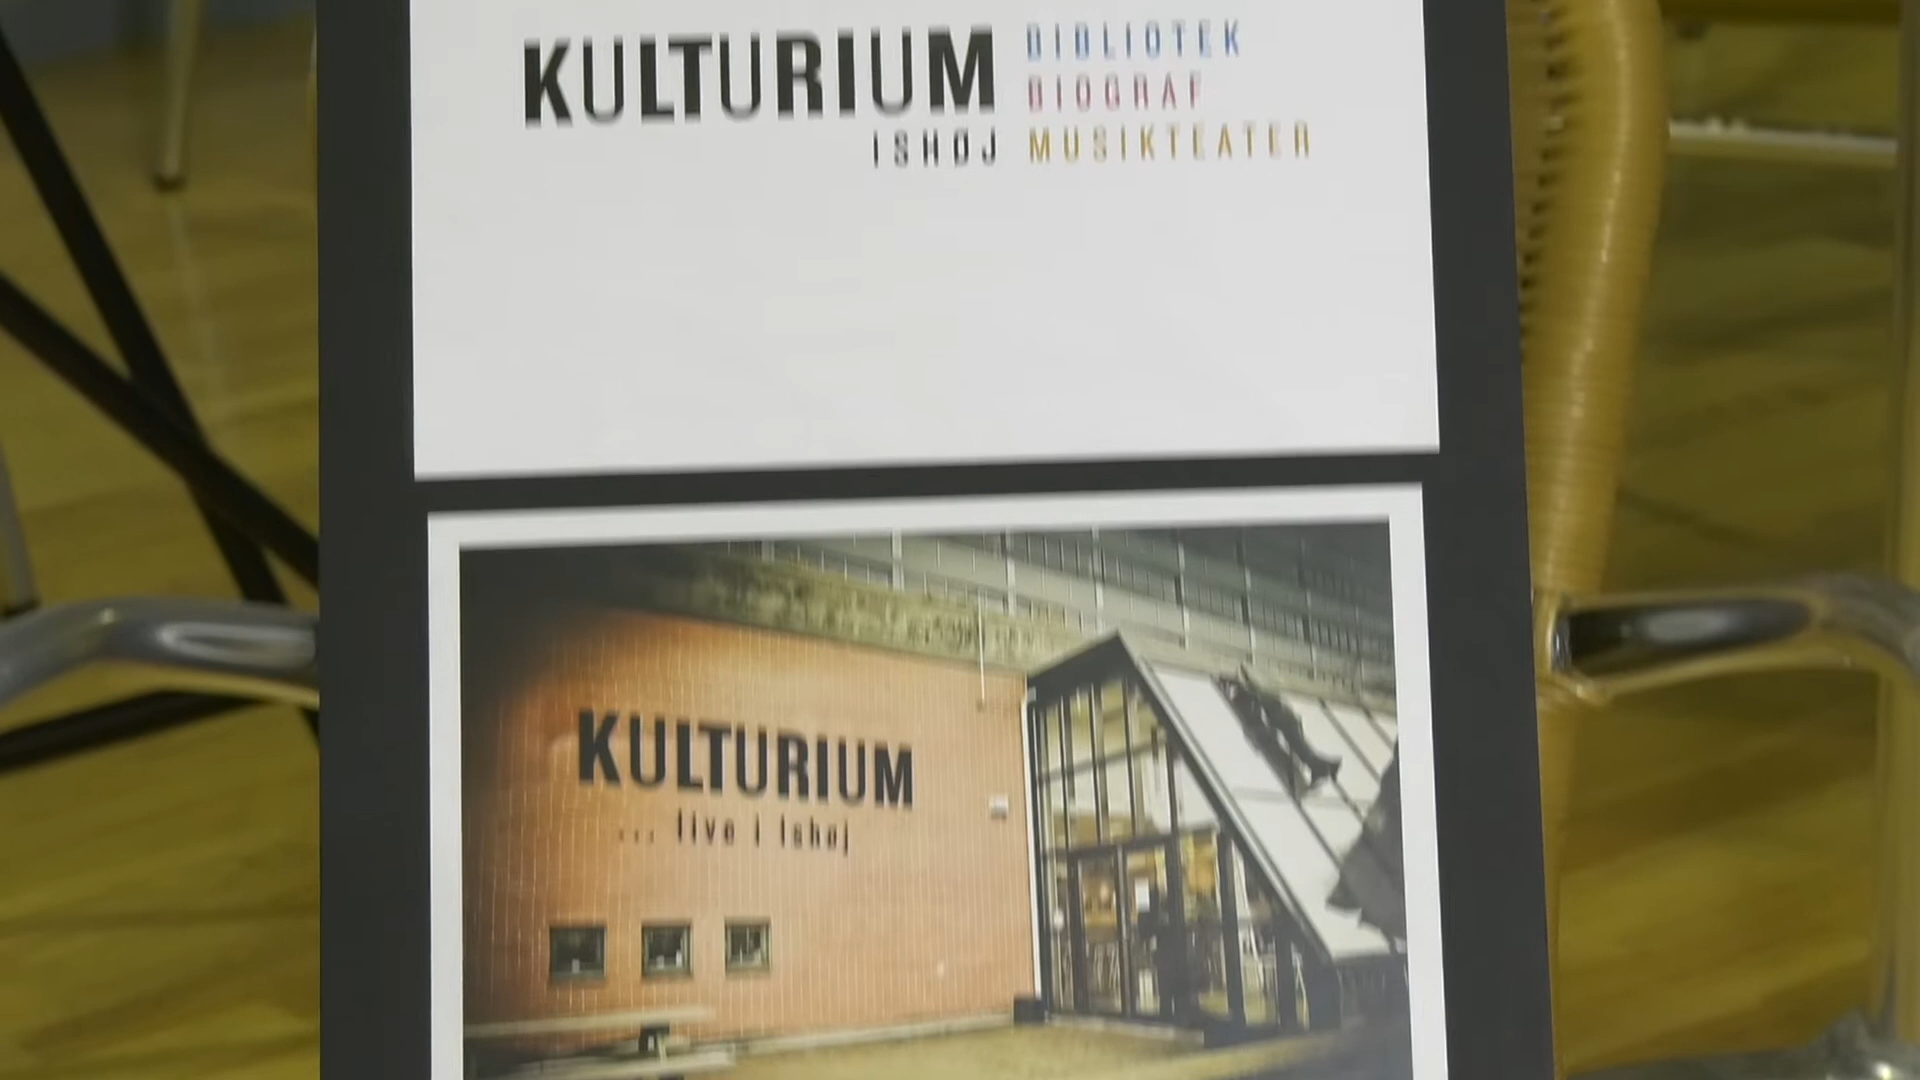 KULTURIUM BIBLIOTEK
BIOGRAF
ISHØJ MUSIKTEATER
KULTURIUM
... live i Ishøj